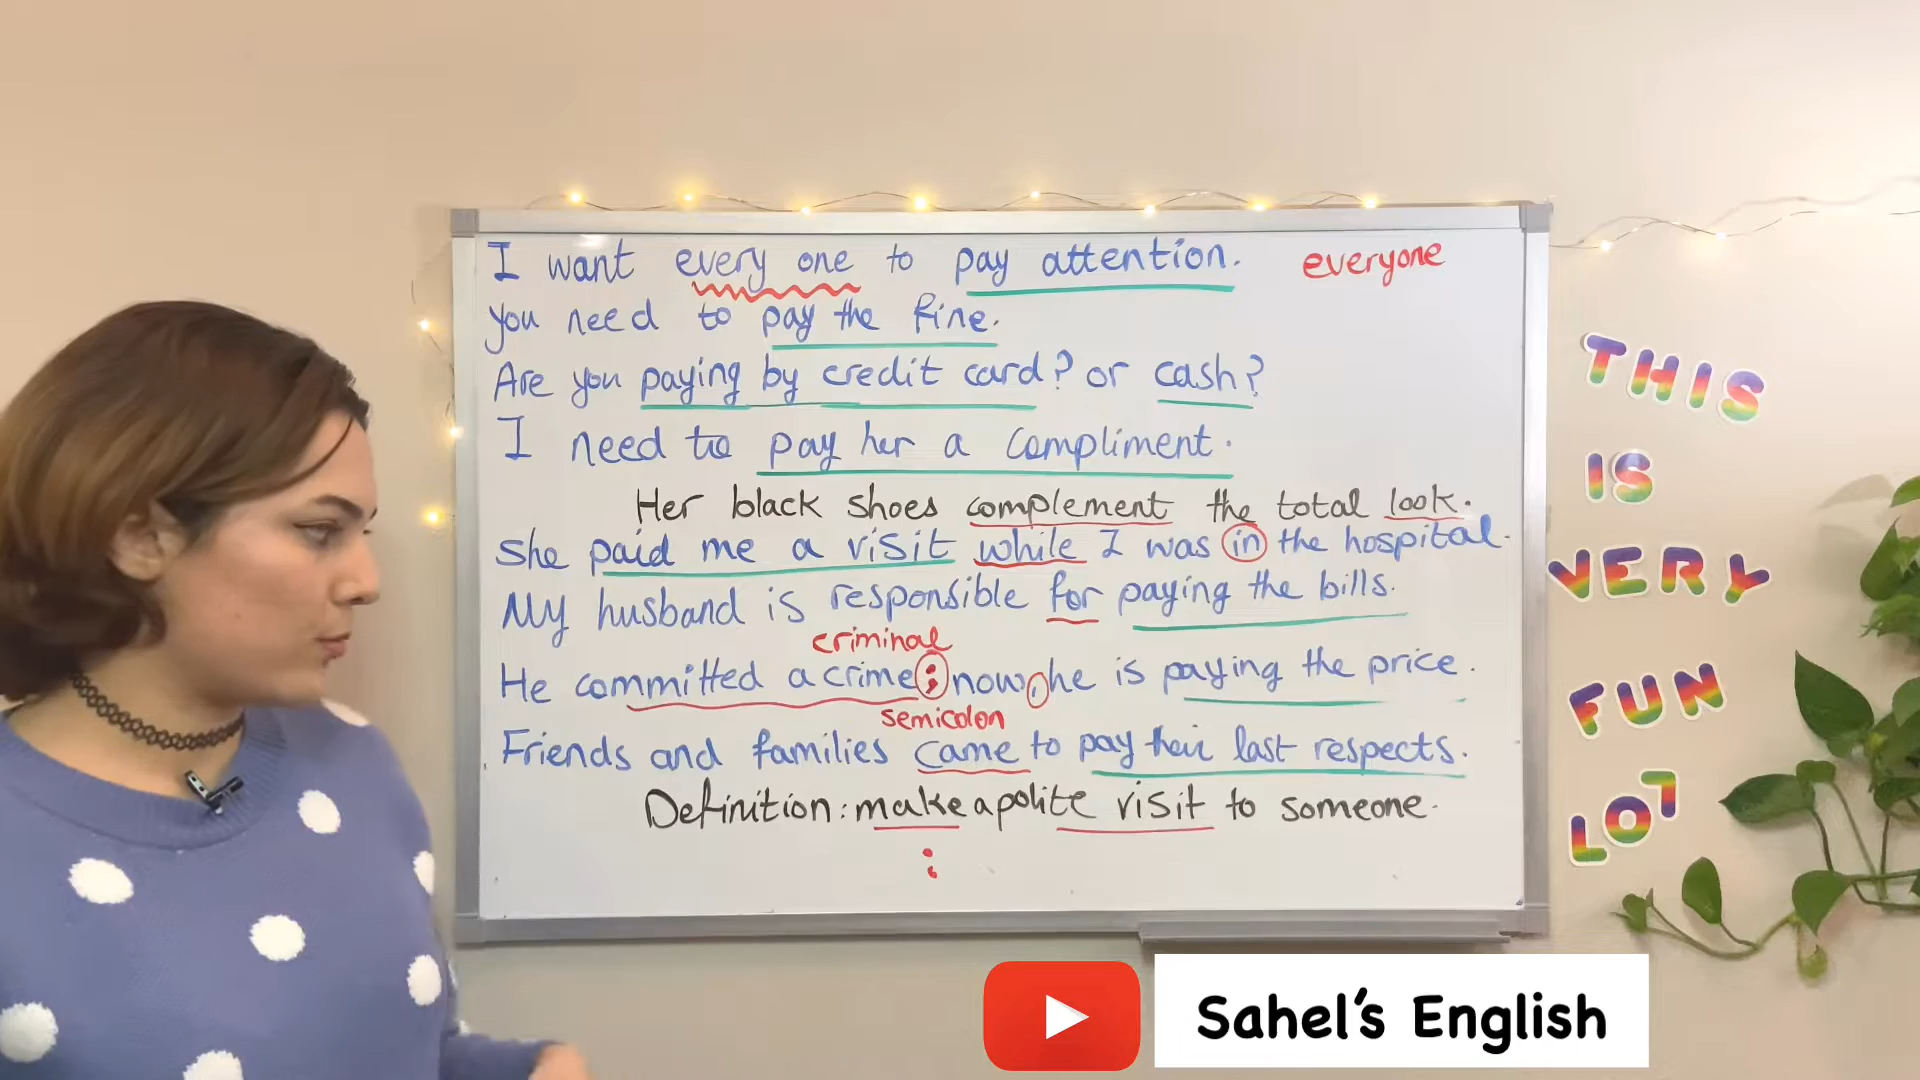 I want every one to pay attention. everyone
you need to pay the fine.
Are you paying by credit card? or cash?
I need to pay her a compliment.
Her black shoes complement the total look.
She paid me a visit while I was in the hospital.
My husband is responsible for paying the bills.
criminal
He committed a crime; now, he is paying the price.
semicolon
Friends and families came to pay their last respects.
Definition: make a polite visit to someone.
;
THIS
IS
VERY
FUN
LOT
Sahel's English